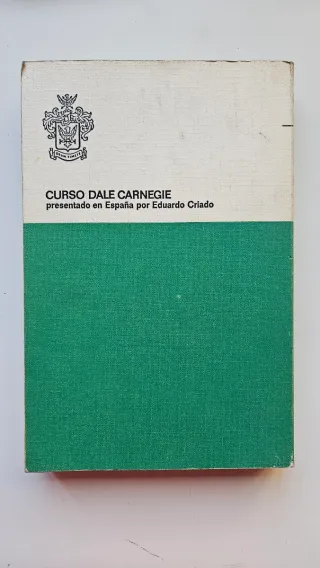 CURSO DALE CARNEGIE
presentado en España por Eduardo Criado